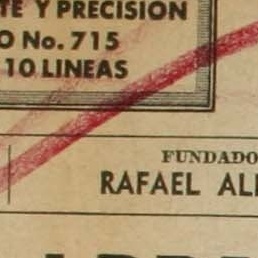 TE Y PRECISION
O No. 715
10 LINEAS
FUNDADO
RAFAEL AL